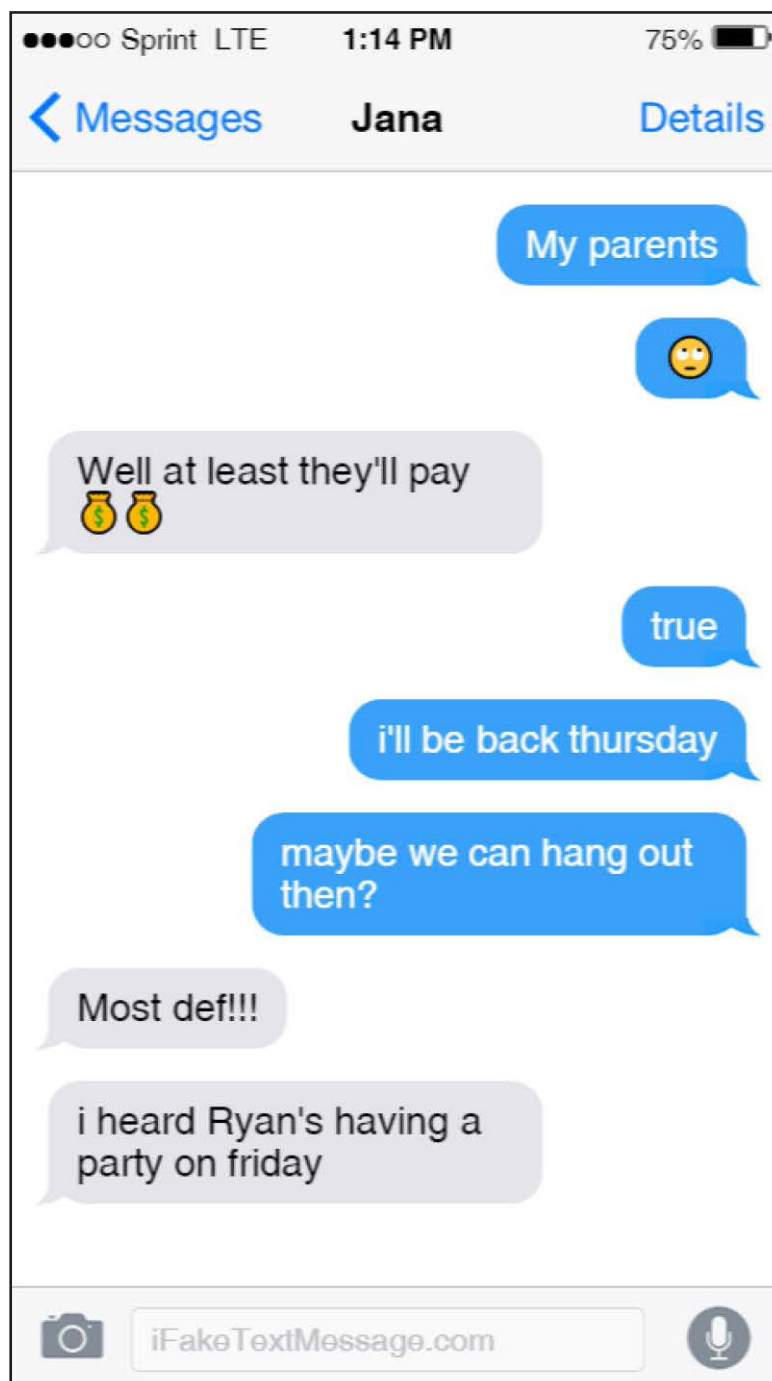 ●●●○○ Sprint LTE 1:14 PM 75%
Messages Jana Details
My parents
🙄
Well at least they'll pay
💰💰
true
i'll be back thursday
maybe we can hang out
then?
Most def!!!
i heard Ryan's having a
party on friday
iFakeTextMessage.com